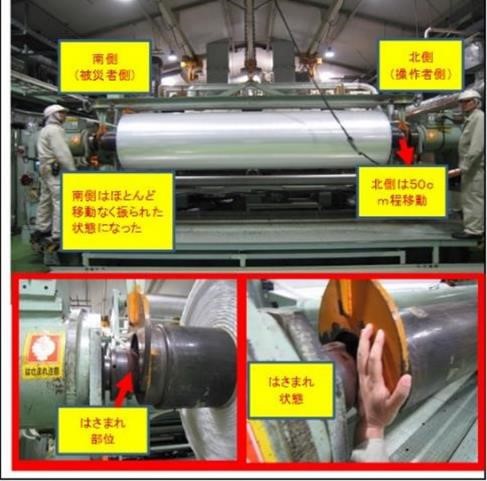 南側
（被災者側）
北側
（操作者側）
南側はほとんど
移動なく振られた
状態になった
北側は50c
m程移動
はさまれ注意
はさまれ
部位
はさまれ
状態